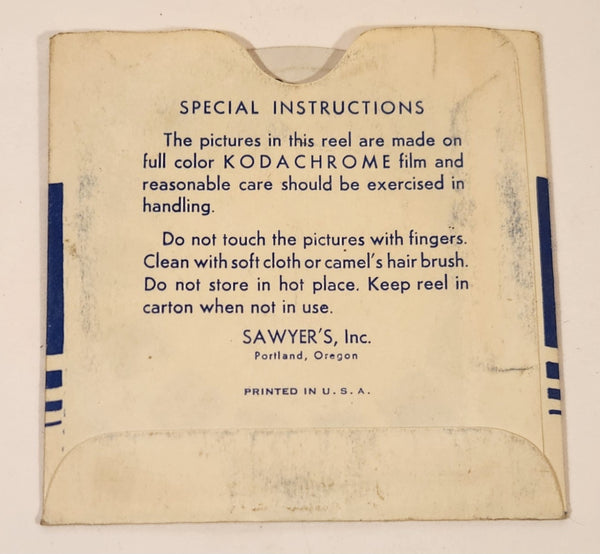 SPECIAL INSTRUCTIONS
The pictures in this reel are made on
full color KODACHROME film and
reasonable care should be exercised in
handling.
Do not touch the pictures with fingers.
Clean with soft cloth or camel's hair brush.
Do not store in hot place. Keep reel in
carton when not in use.
SAWYER'S, Inc.
Portland, Oregon
PRINTED IN U. S. A.